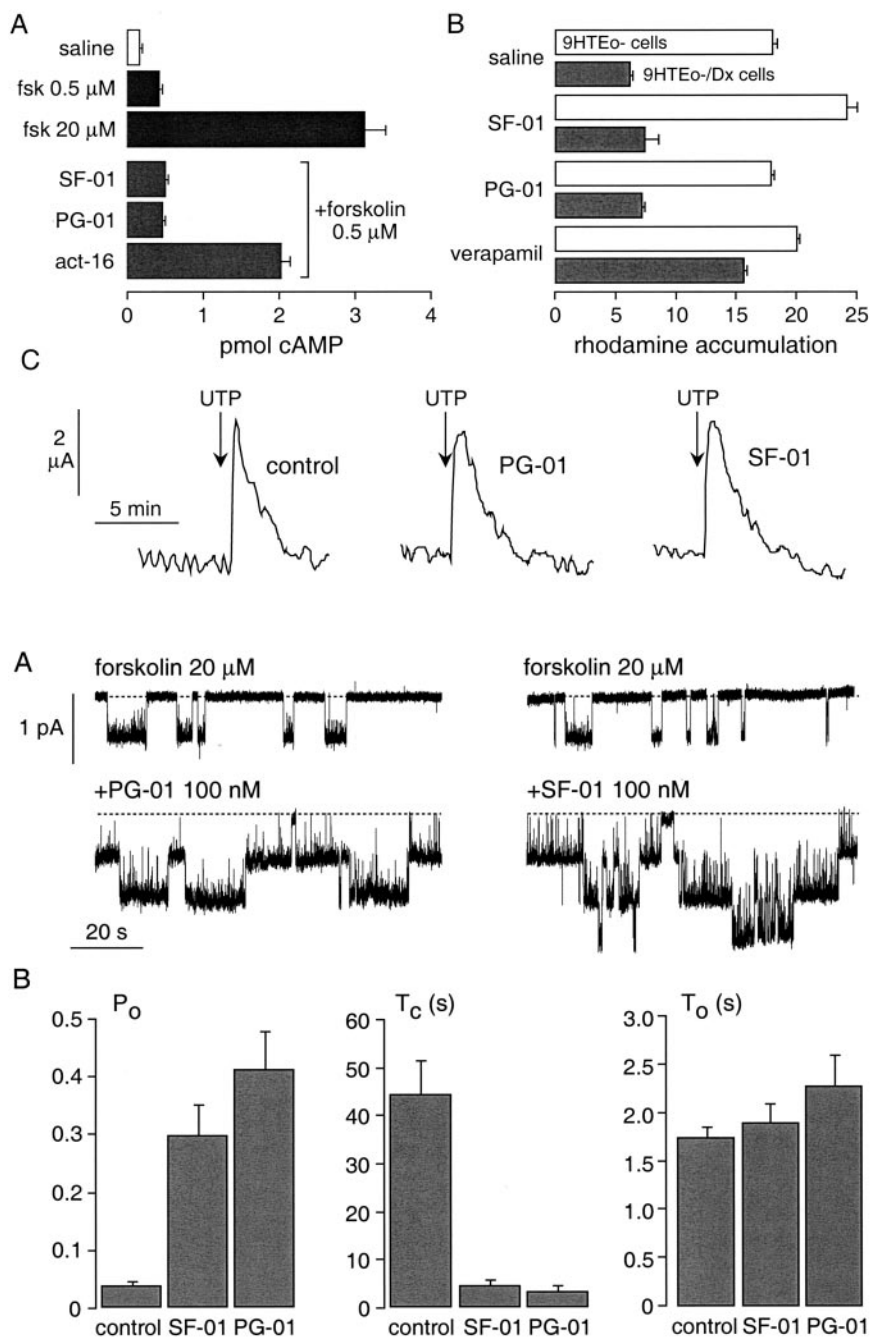 A
saline
fsk 0.5 µM
fsk 20 µM
SF-01
PG-01
act-16
+forskolin
0.5 µM
0 1 2 3 4
pmol cAMP
B
9HTEo- cells
saline
9HTEo-/Dx cells
SF-01
PG-01
verapamil
0 5 10 15 20 25
rhodamine accumulation
C
2
µA
5 min
UTP
control
UTP
PG-01
UTP
SF-01
A
forskolin 20 µM
forskolin 20 µM
1 pA
+PG-01 100 nM
+SF-01 100 nM
20 s
B
Po
0.5
0.4
0.3
0.2
0.1
0
control SF-01 PG-01
Tc (s)
60
50
40
30
20
10
0
control SF-01 PG-01
To (s)
3.0
2.5
2.0
1.5
1.0
0.5
0
control SF-01 PG-01